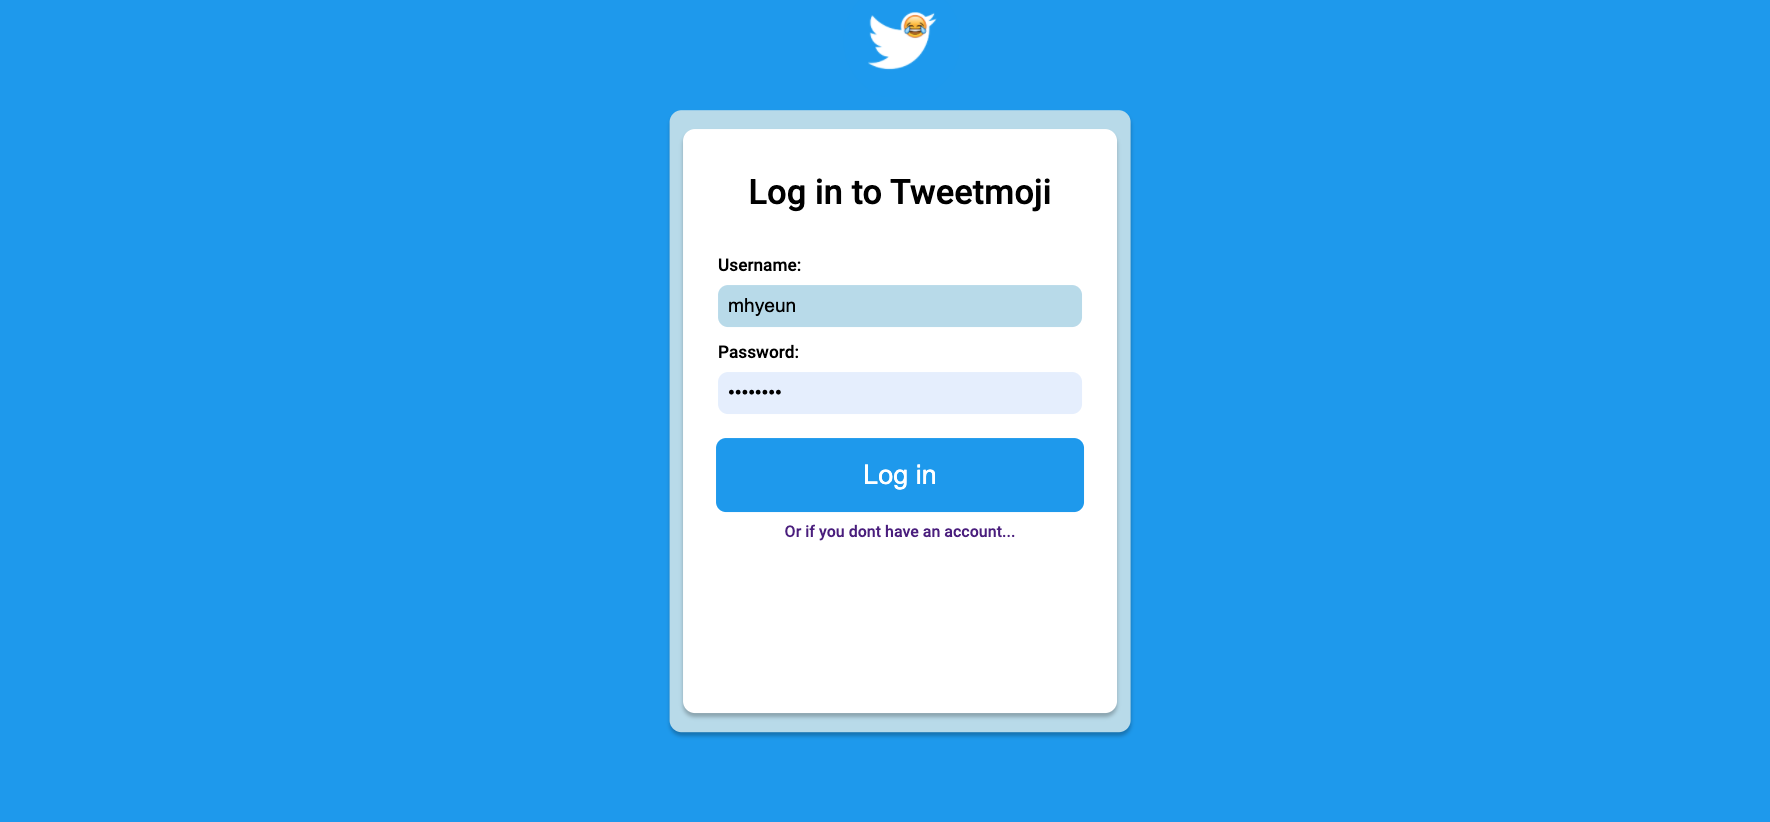 Log in to Tweetmoji
Username:
mhyeun
Password:
••••••••
Log in
Or if you dont have an account...